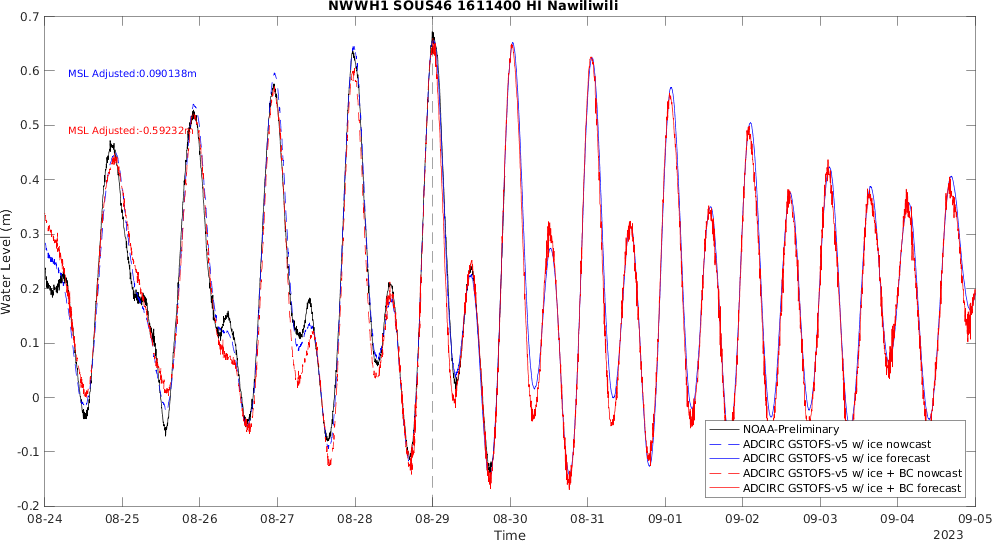 NWWH1 SOUS46 1611400 HI Nawiliwili
0.7
0.6
0.5
0.4
0.3
0.2
0.1
0
-0.1
-0.2
Water Level (m)
MSL Adjusted:0.090138m
MSL Adjusted:-0.59232m
NOAA-Preliminary
ADCIRC GSTOFS-v5 w/ ice nowcast
ADCIRC GSTOFS-v5 w/ ice forecast
ADCIRC GSTOFS-v5 w/ ice + BC nowcast
ADCIRC GSTOFS-v5 w/ ice + BC forecast
08-24 08-25 08-26 08-27 08-28 08-29 08-30 08-31 09-01 09-02 09-03 09-04 09-05
Time
2023